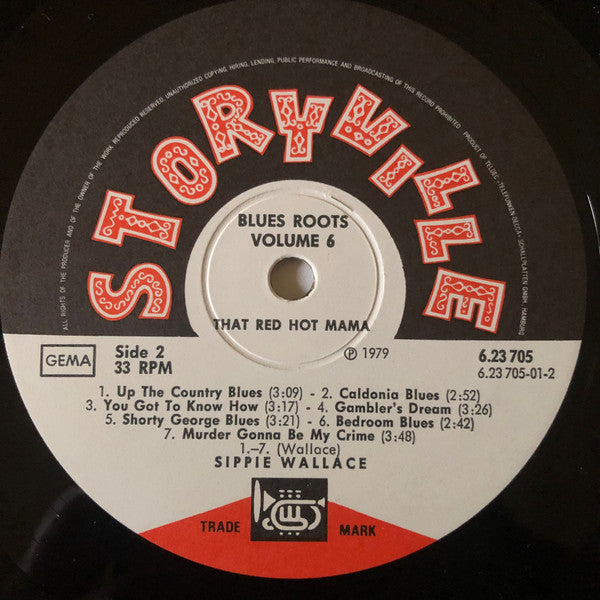 ALL RIGHTS OF THE PRODUCER AND OF THE OWNER OF THE WORK REPRODUCED RESERVED. UNAUTHORIZED COPYING, HIRING, LENDING, PUBLIC PERFORMANCE AND BROADCASTING OF THIS RECORD PROHIBITED PRODUCT OF TELDEC »TELEFUNKEN-DECCA« SCHALLPLATTEN GMBH, HAMBURG
STORYVILLE
BLUES ROOTS
VOLUME 6
THAT RED HOT MAMA
GEMA
Side 2
33 RPM
℗ 1979
6.23 705
6.23 705-01-2
1. Up The Country Blues (3:09) - 2. Caldonia Blues (2:52)
3. You Got To Know How (3:17) - 4. Gambler's Dream (3:26)
5. Shorty George Blues (3:21) - 6. Bedroom Blues (2:42)
7. Murder Gonna Be My Crime (3:48)
1.–7. (Wallace)
SIPPIE WALLACE
TRADE MARK